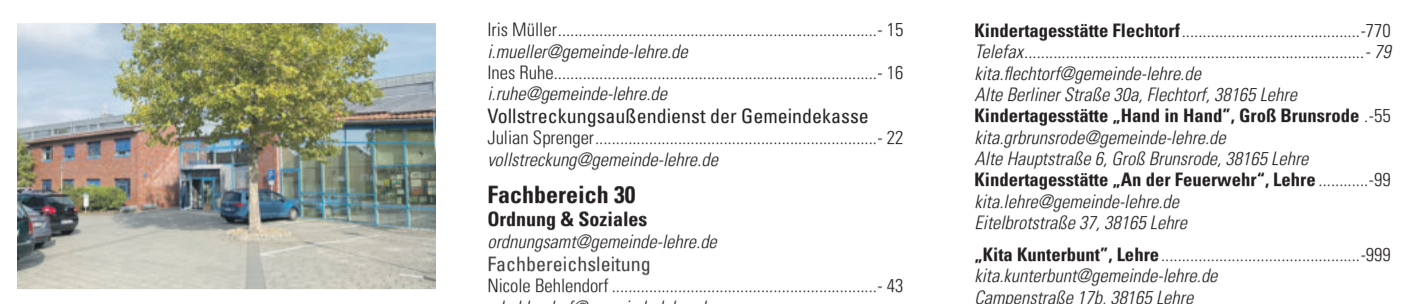 Iris Müller - 15
i.mueller@gemeinde-lehre.de
Ines Ruhe - 16
i.ruhe@gemeinde-lehre.de
Vollstreckungsaußendienst der Gemeindekasse
Julian Sprenger - 22
vollstreckung@gemeinde-lehre.de
Fachbereich 30
Ordnung & Soziales
ordnungsamt@gemeinde-lehre.de
Fachbereichsleitung
Nicole Behlendorf - 43
Kindertagesstätte Flechtorf -770
Telefax - 79
kita.flechtorf@gemeinde-lehre.de
Alte Berliner Straße 30a, Flechtorf, 38165 Lehre
Kindertagesstätte „Hand in Hand“, Groß Brunsrode -55
kita.grbrunsrode@gemeinde-lehre.de
Alte Hauptstraße 6, Groß Brunsrode, 38165 Lehre
Kindertagesstätte „An der Feuerwehr“, Lehre -99
kita.lehre@gemeinde-lehre.de
Eitelbrotstraße 37, 38165 Lehre
„Kita Kunterbunt“, Lehre -999
kita.kunterbunt@gemeinde-lehre.de
Campenstraße 17b, 38165 Lehre